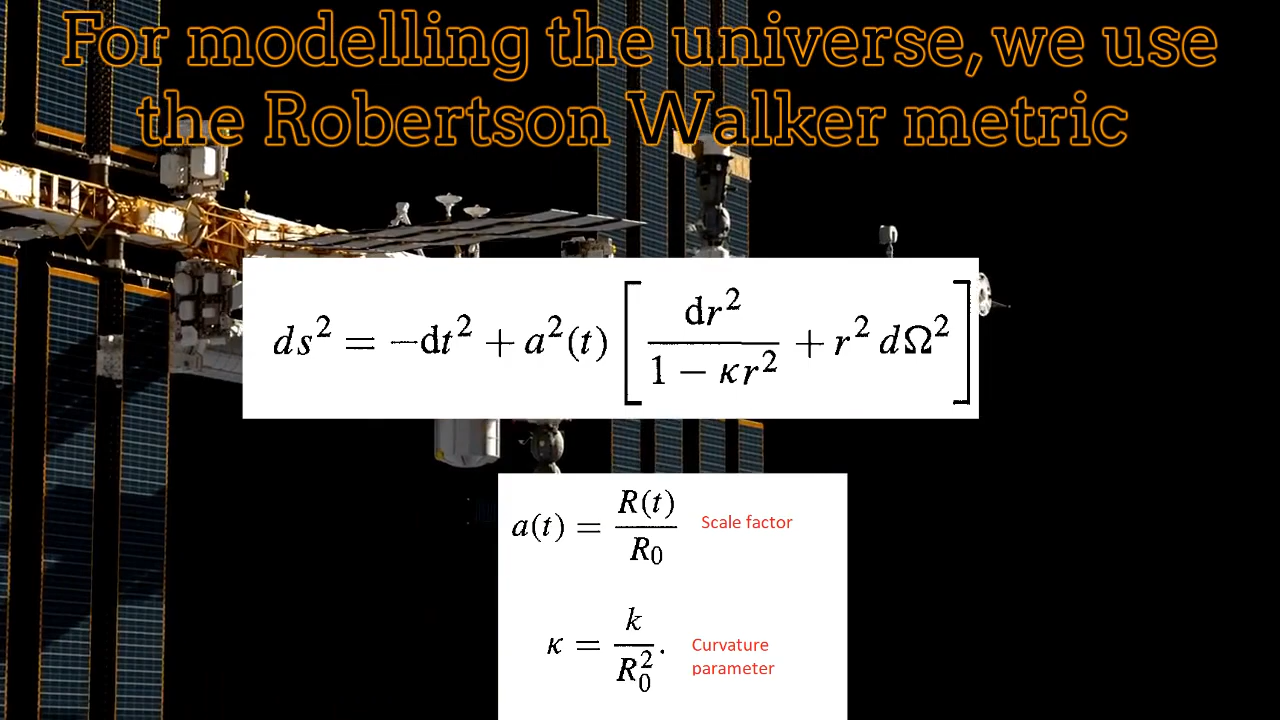 For modelling the universe, we use
the Robertson Walker metric
ds² = −dt² + a²(t) [ dr² / (1 − κr²) + r² dΩ² ]
a(t) = R(t) / R₀ Scale factor
κ = k / R₀² . Curvature
parameter